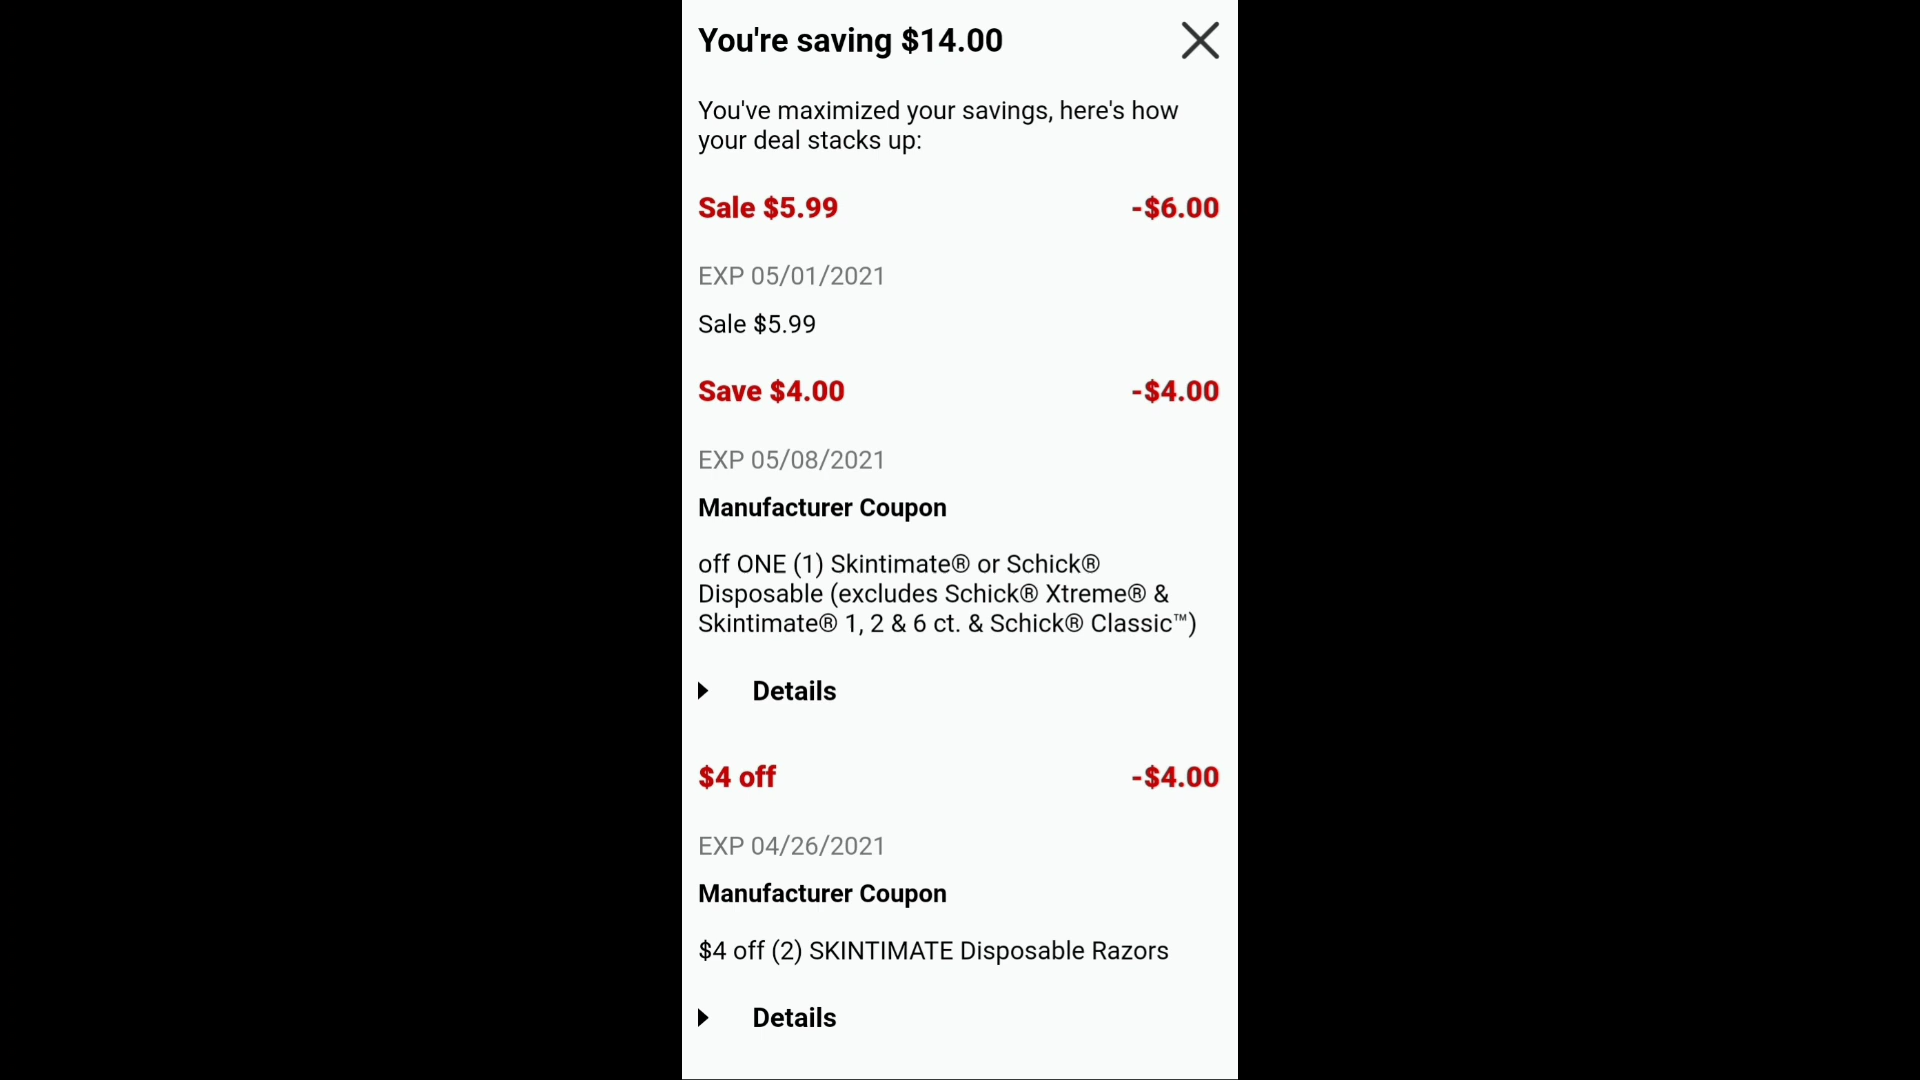 You're saving $14.00
You've maximized your savings, here's how
your deal stacks up:
Sale $5.99 -$6.00
EXP 05/01/2021
Sale $5.99
Save $4.00 -$4.00
EXP 05/08/2021
Manufacturer Coupon
off ONE (1) Skintimate® or Schick®
Disposable (excludes Schick® Xtreme® &
Skintimate® 1, 2 & 6 ct. & Schick® Classic™)
Details
$4 off -$4.00
EXP 04/26/2021
Manufacturer Coupon
$4 off (2) SKINTIMATE Disposable Razors
Details